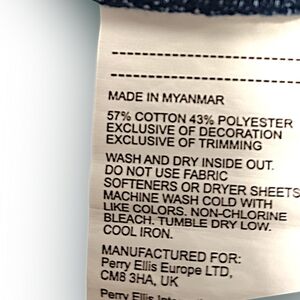 MADE IN MYANMAR
57% COTTON 43% POLYESTER
EXCLUSIVE OF DECORATION
EXCLUSIVE OF TRIMMING
WASH AND DRY INSIDE OUT.
DO NOT USE FABRIC
SOFTENERS OR DRYER SHEETS
MACHINE WASH COLD WITH
LIKE COLORS. NON-CHLORINE
BLEACH. TUMBLE DRY LOW.
COOL IRON.
MANUFACTURED FOR:
Perry Ellis Europe LTD,
CM8 3HA, UK
Perry Ellis